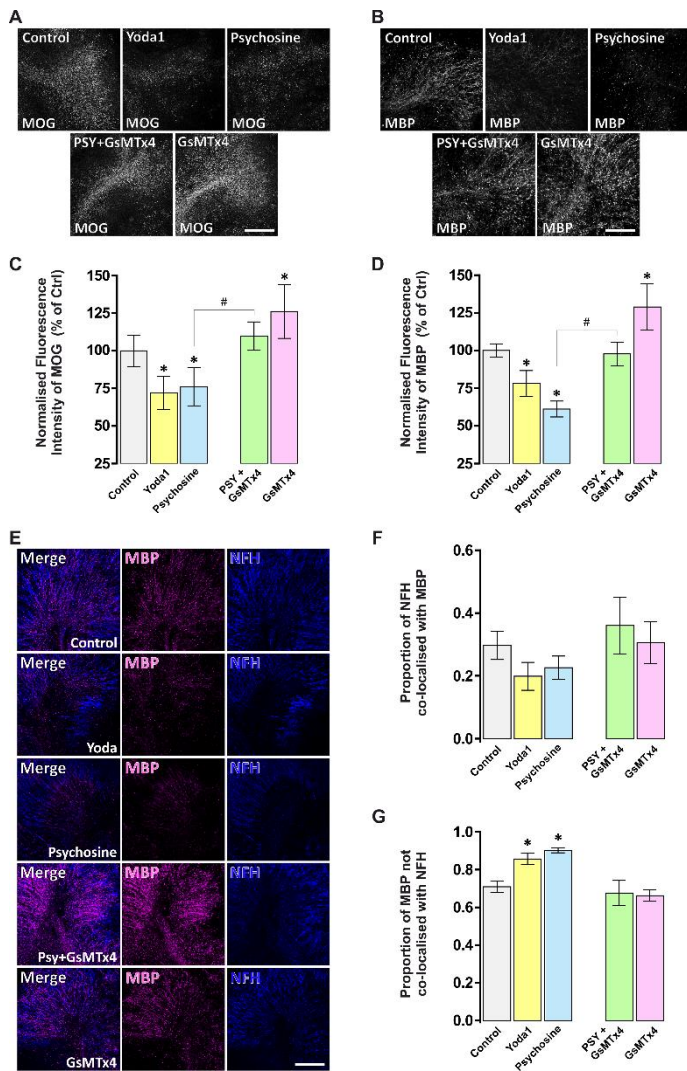 A
Control
Yoda1
Psychosine
MOG
MOG
MOG
PSY+GsMTx4
GsMTx4
MOG
MOG
B
Control
Yoda1
Psychosine
MBP
MBP
MBP
PSY+GsMTx4
GsMTx4
MBP
MBP
C
Normalised Fluorescence
Intensity of MOG (% of Ctrl)
150
125
100
75
50
25
*
*
#
*
Control
Yoda1
Psychosine
PSY +
GsMTx4
GsMTx4
D
Normalised Fluorescence
Intensity of MBP (% of Ctrl)
150
125
100
75
50
25
*
*
#
*
Control
Yoda1
Psychosine
PSY +
GsMTx4
GsMTx4
E
Merge
MBP
NFH
Control
Merge
MBP
NFH
Yoda
Merge
MBP
NFH
Psychosine
Merge
MBP
NFH
Psy+GsMTx4
Merge
MBP
NFH
GsMTx4
F
Proportion of NFH
co-localised with MBP
0.6
0.4
0.2
0.0
Control
Yoda1
Psychosine
PSY +
GsMTx4
GsMTx4
G
Proportion of MBP not
co-localised with NFH
1.0
0.8
0.6
0.4
0.2
0.0
*
*
Control
Yoda1
Psychosine
PSY +
GsMTx4
GsMTx4